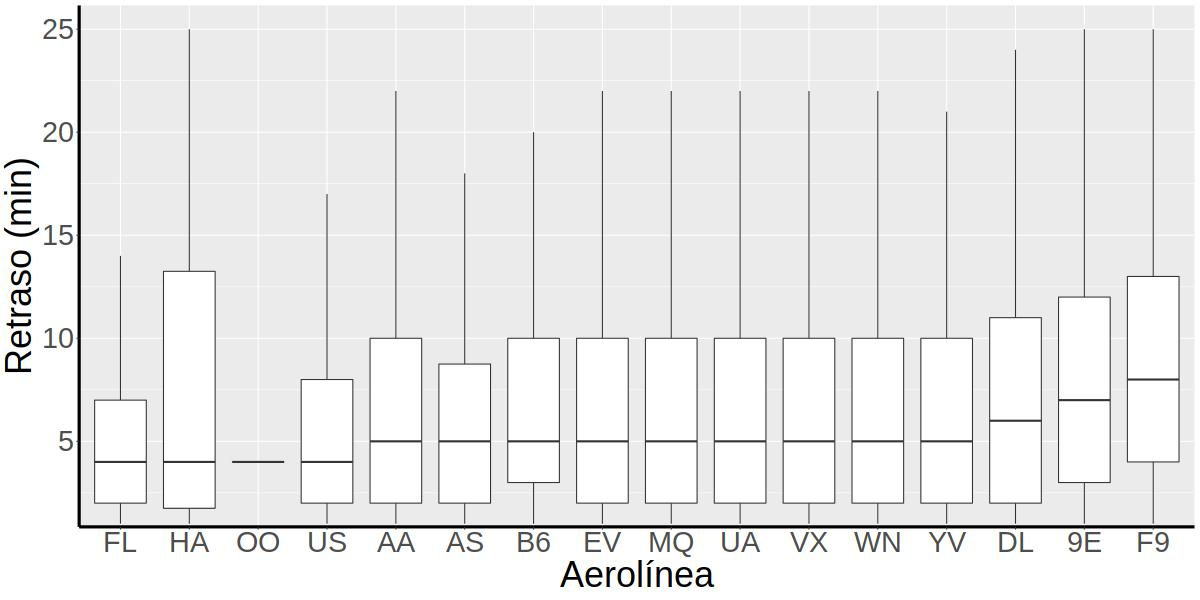 Retraso (min)
25
20
15
10
5
FL HA OO US AA AS B6 EV MQ UA VX WN YV DL 9E F9
Aerolínea